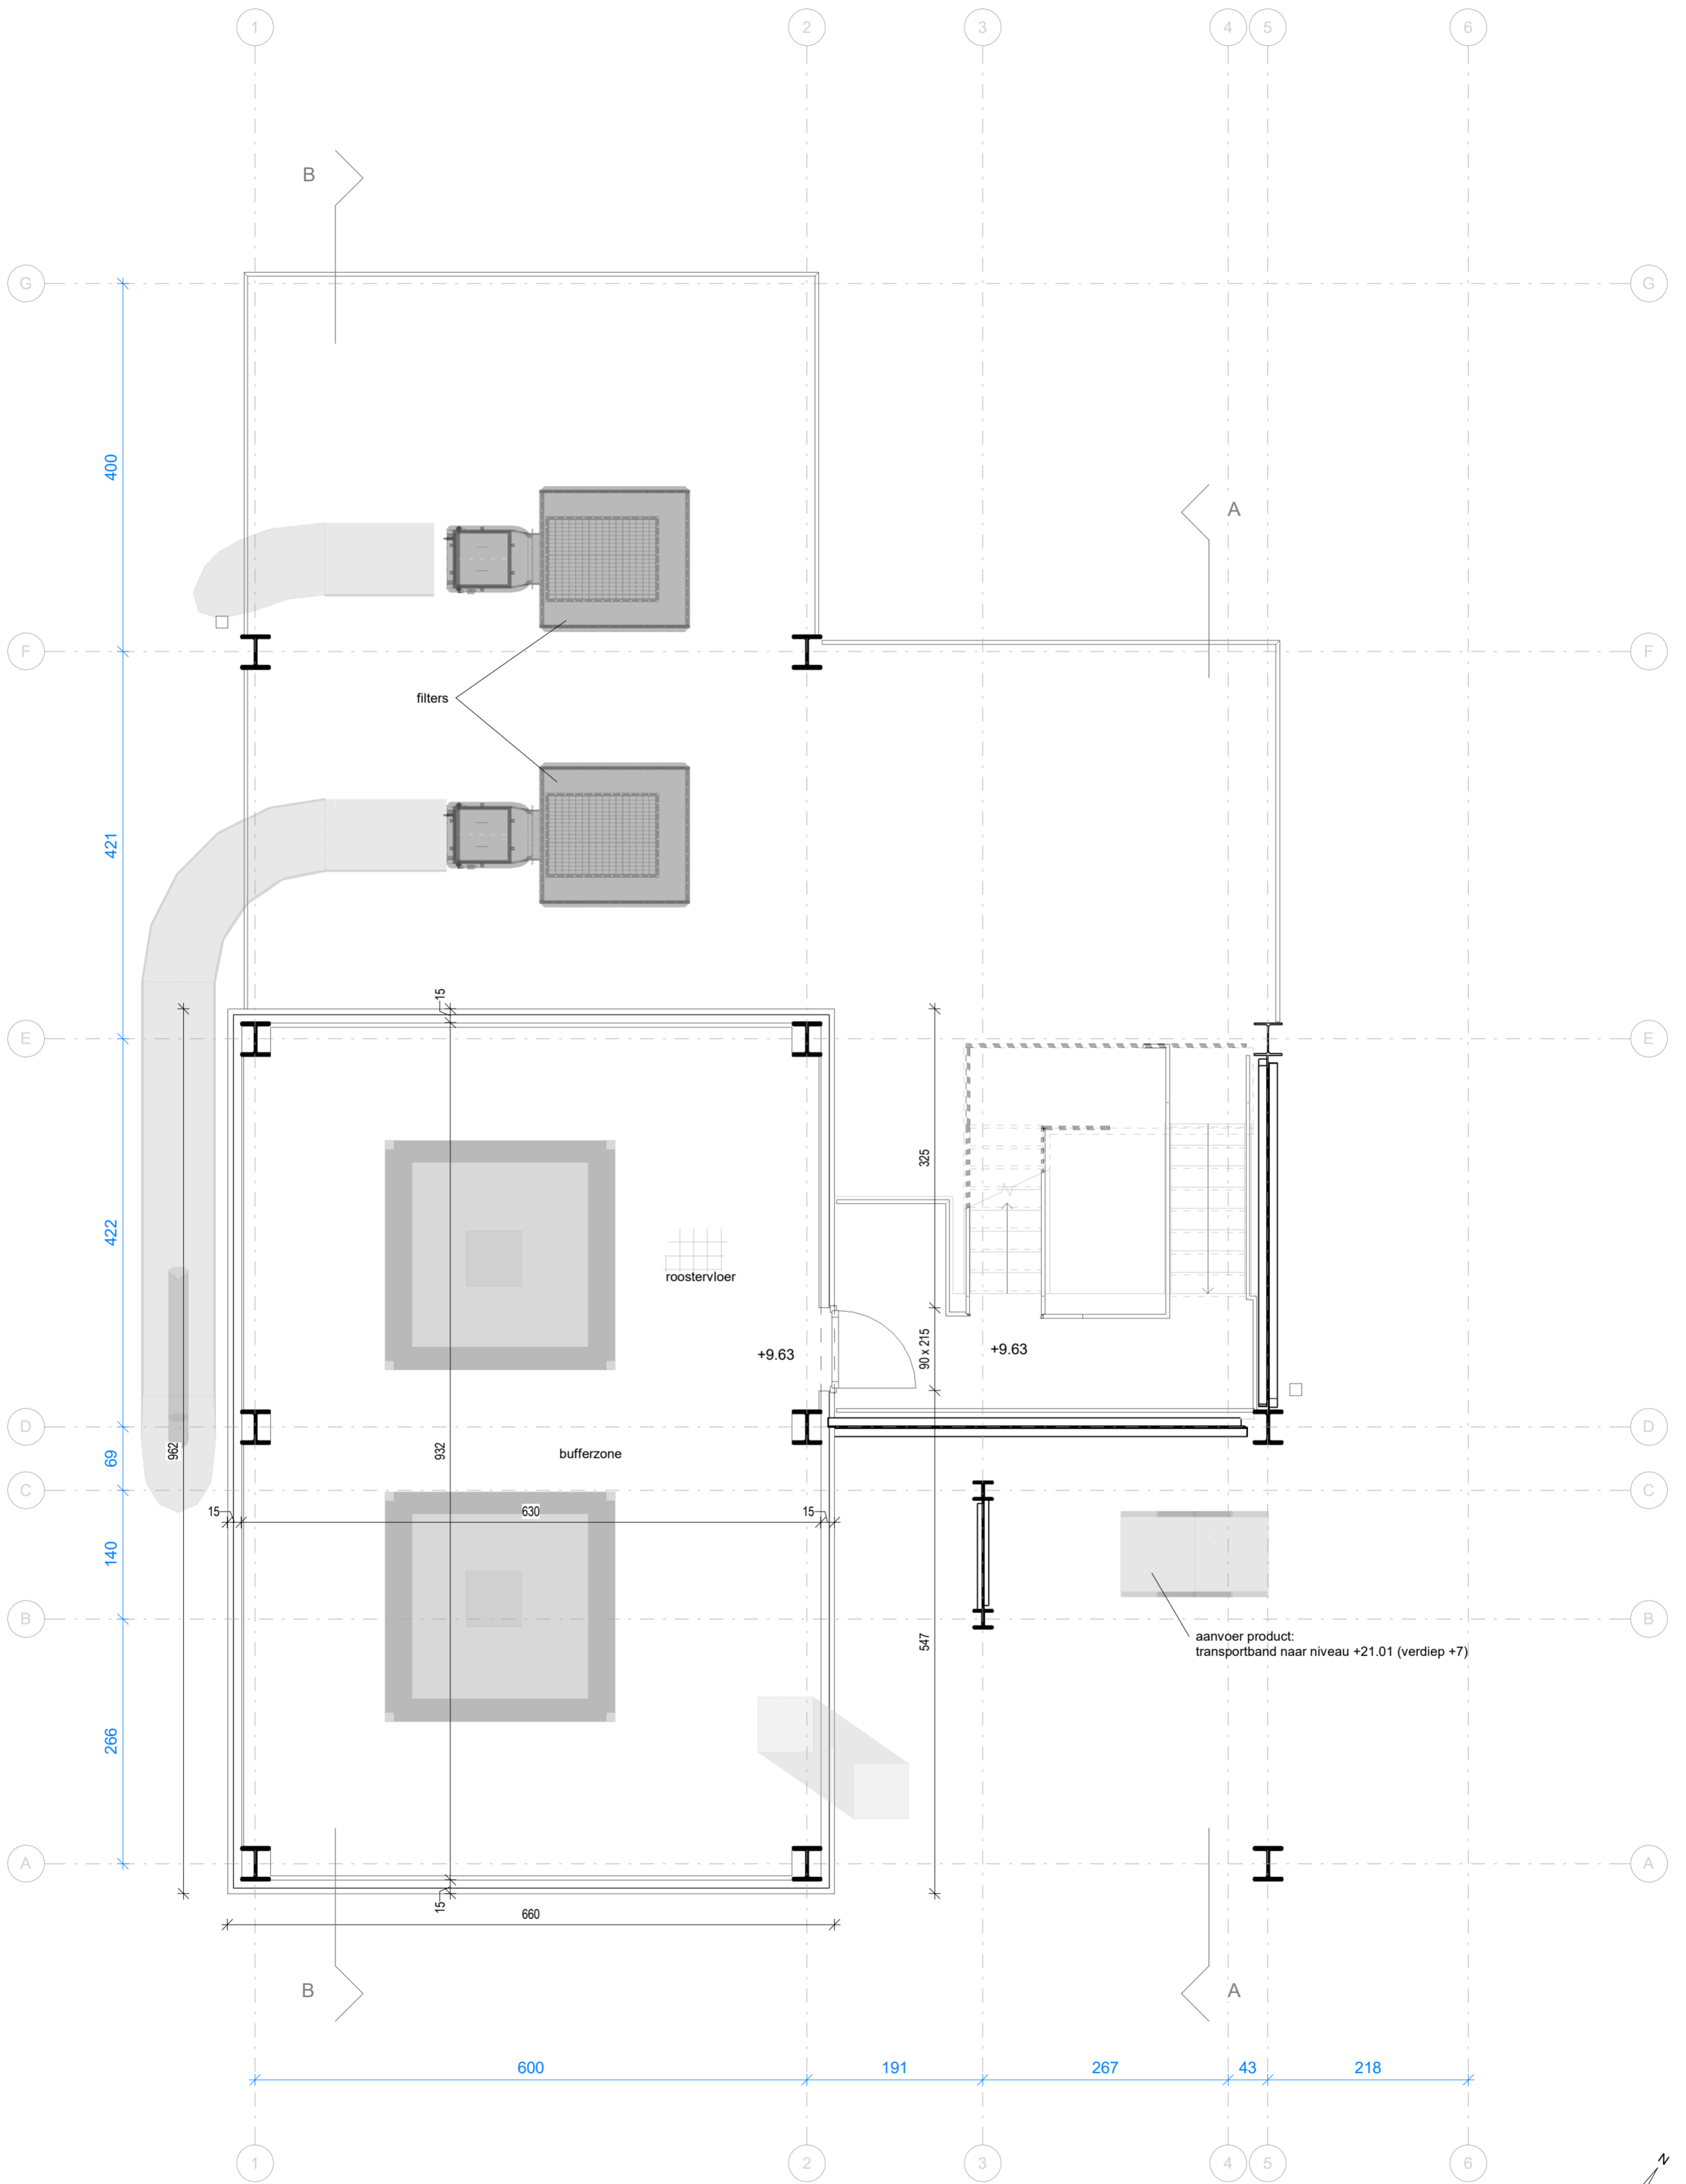 1 2 3 4 5 6
B
G G
400
A
F F
filters
421
15
E E
325
422
roostervloer
90 x 215
+9.63
+9.63
D D
69
962
932
bufferzone
C C
15
630
15
140
B B
aanvoer product:
transportband naar niveau +21.01 (verdiep +7)
547
266
A A
15
660
B
A
600
191
267
43
218
1 2 3 4 5 6
N